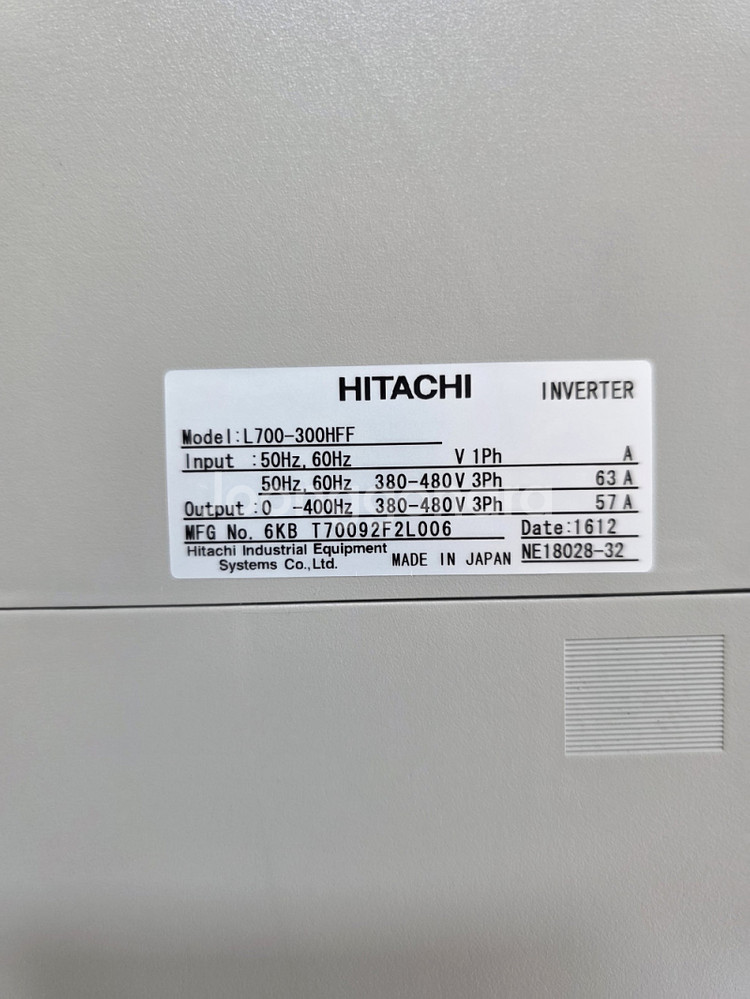 HITACHI INVERTER
Model:L700-300HFF
Input :50Hz,60Hz V 1Ph A
50Hz,60Hz 380-480V 3Ph 63 A
Output:0 -400Hz 380-480V 3Ph 57 A
MFG No. 6KB T70092F2L006 Date:1612
Hitachi Industrial Equipment
Systems Co.,Ltd. MADE IN JAPAN NE18028-32